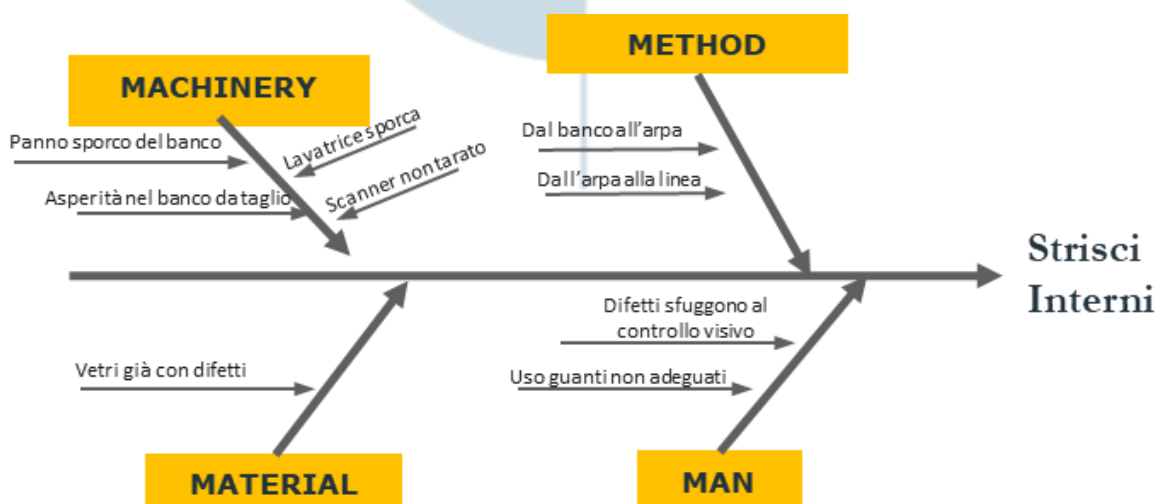 METHOD
MACHINERY
Panno sporco del banco
Lavatrice sporca
Asperità nel banco da taglio
Scanner non tarato
Dal banco all’arpa
Dall’arpa alla linea
Strisci
Interni
Difetti sfuggono al
controllo visivo
Vetri già con difetti
Uso guanti non adeguati
MATERIAL
MAN